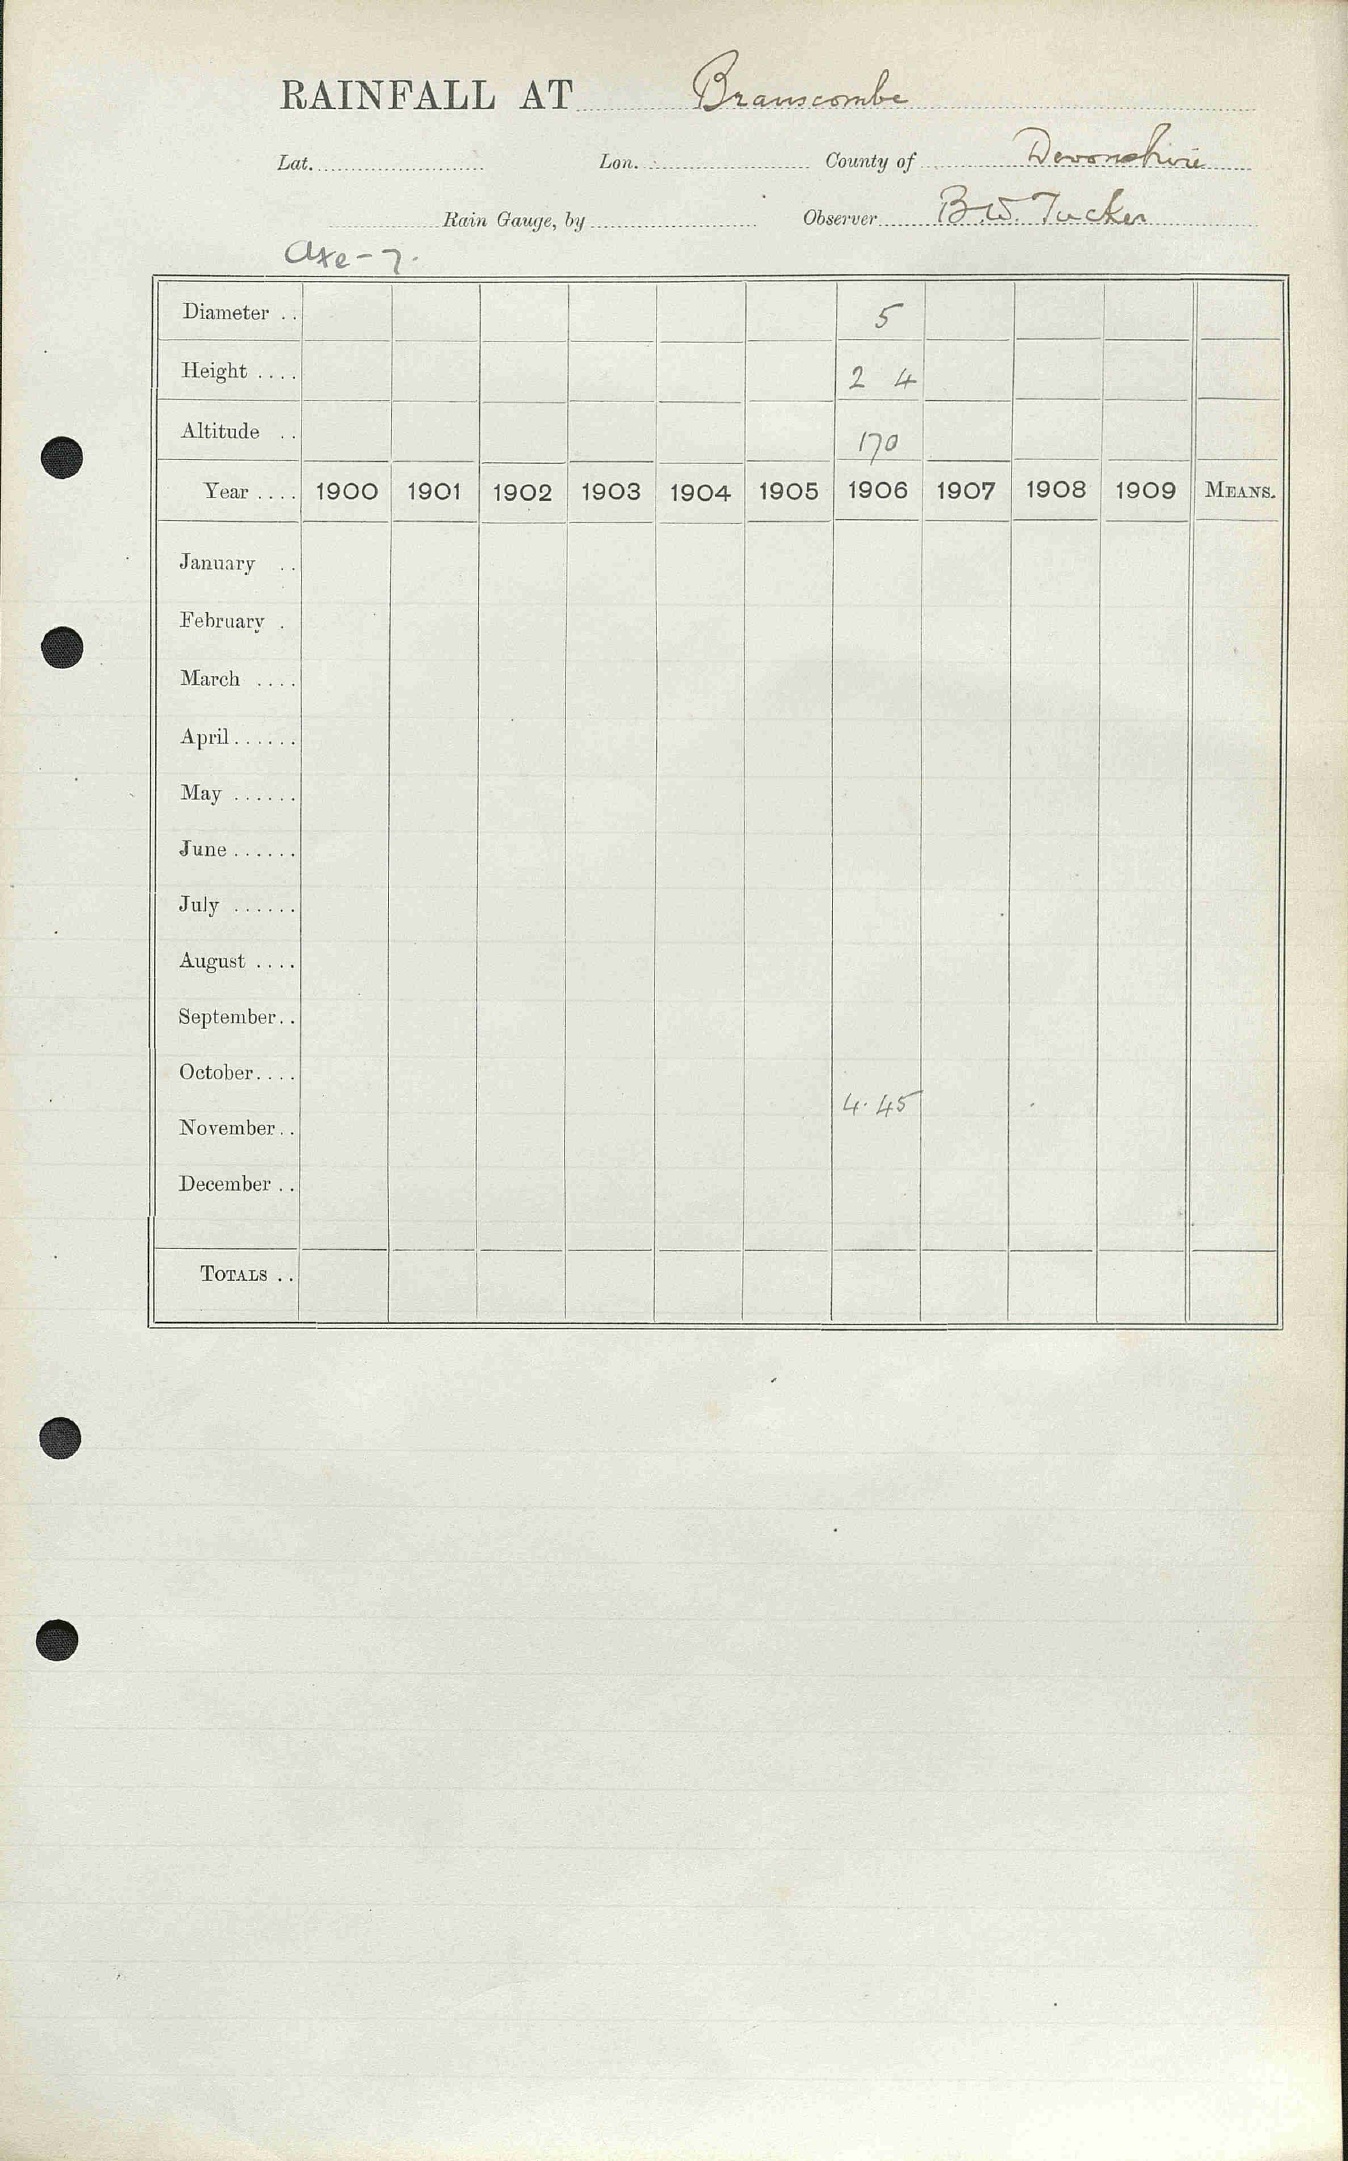 RAINFALL AT Branscombe
Lat. Lon. County of Devonshire
Rain Gauge, by Observer B.W. Tucker
Axe - 7.
Diameter .. 5
Height .... 2 4
Altitude .. 170
Year .... 1900 1901 1902 1903 1904 1905 1906 1907 1908 1909 MEANS.
January ..
February .
March ....
April ......
May ......
June ......
July ......
August ....
September..
October....
4.45
November..
December ..
TOTALS ..